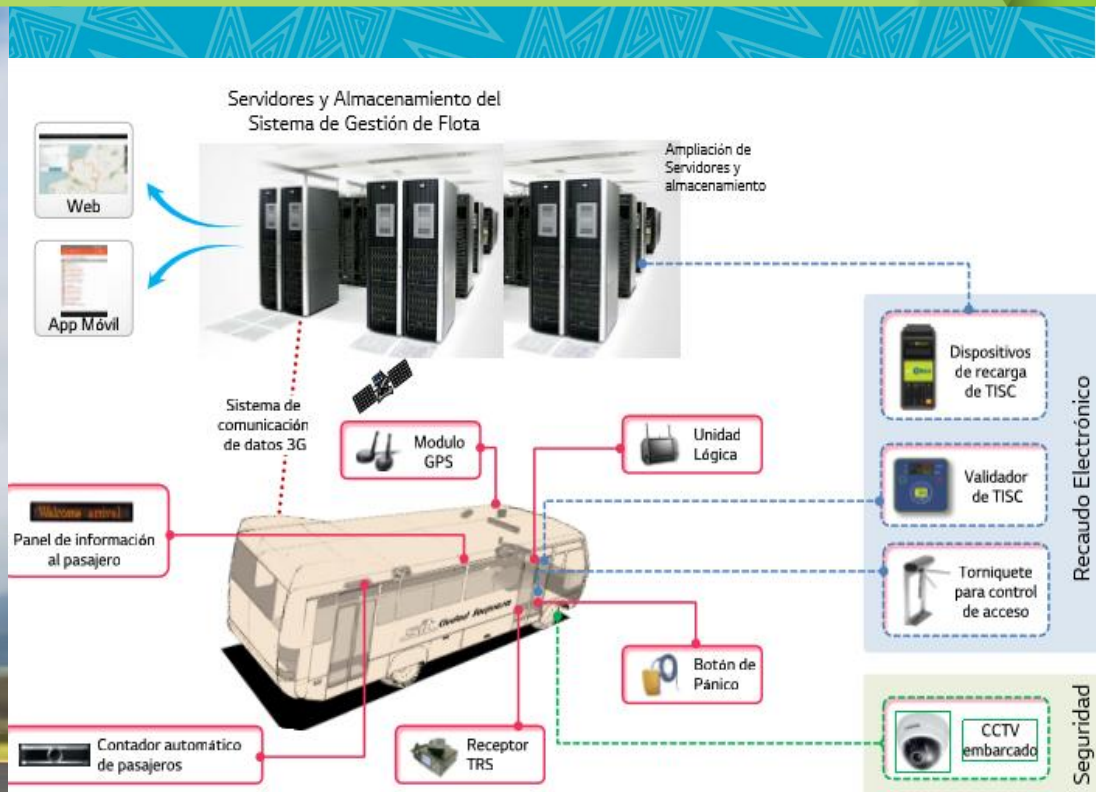 Servidores y Almacenamiento del
Sistema de Gestión de Flota
Ampliación de
Servidores y
almacenamiento
Web
App Móvil
Sistema de
comunicación
de datos 3G
Modulo
GPS
Unidad
Lógica
Dispositivos
de recarga
de TISC
Validador
de TISC
Torniquete
para control
de acceso
Recaudo Electrónico
Welcome arrival
Panel de información
al pasajero
Botón de
Pánico
Contador automático
de pasajeros
Receptor
TRS
CCTV
embarcado
Seguridad